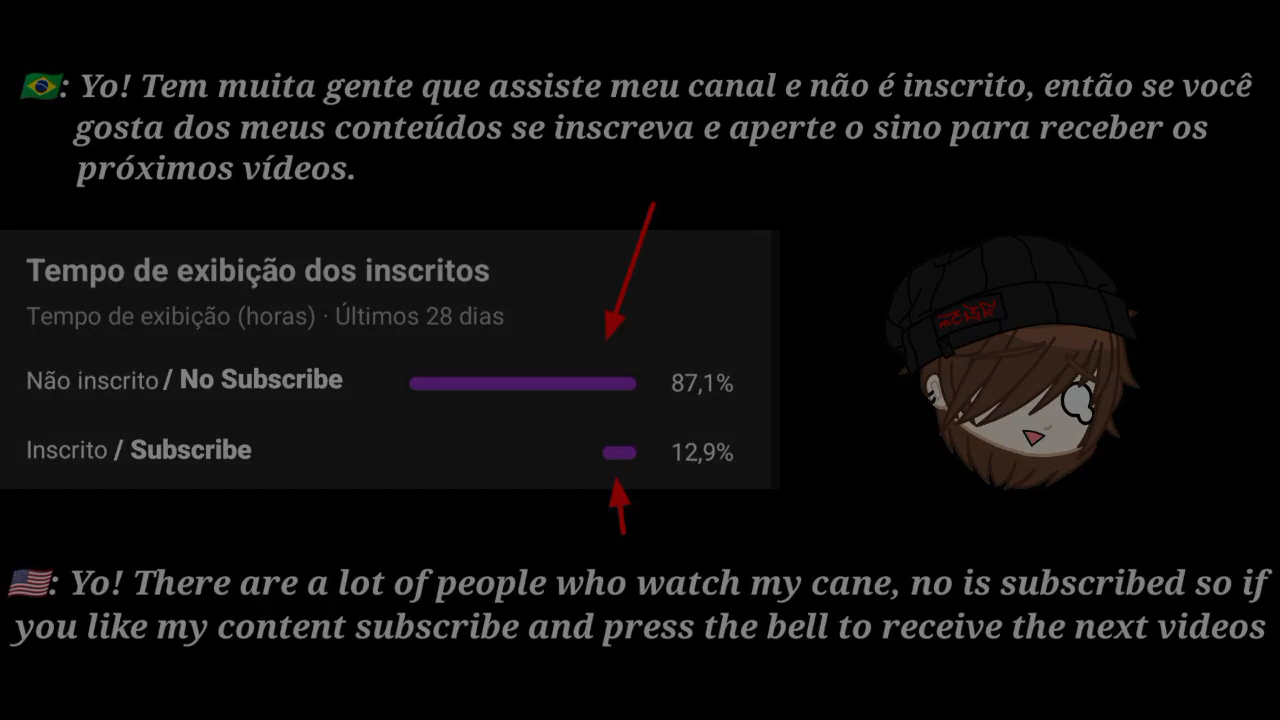 🇧🇷: Yo! Tem muita gente que assiste meu canal e não é inscrito, então se você
gosta dos meus conteúdos se inscreva e aperte o sino para receber os
próximos vídeos.
Tempo de exibição dos inscritos
Tempo de exibição (horas) · Últimos 28 dias
Não inscrito / No Subscribe 87,1%
Inscrito / Subscribe 12,9%
🇺🇸: Yo! There are a lot of people who watch my cane, no is subscribed so if
you like my content subscribe and press the bell to receive the next videos